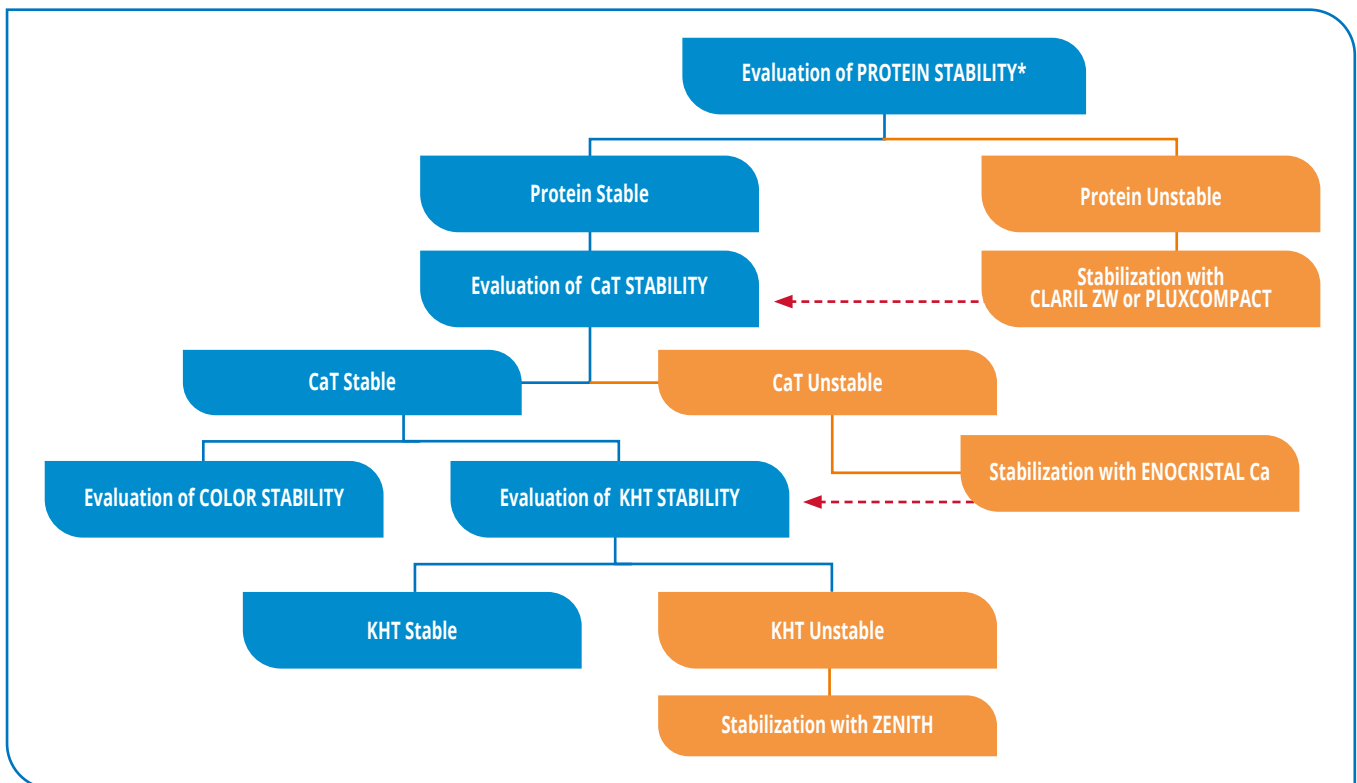 Evaluation of PROTEIN STABILITY*
Protein Stable
Protein Unstable
Evaluation of CaT STABILITY
Stabilization with
CLARIL ZW or PLUXCOMPACT
CaT Stable
CaT Unstable
Evaluation of COLOR STABILITY
Evaluation of KHT STABILITY
Stabilization with ENOCRISTAL Ca
KHT Stable
KHT Unstable
Stabilization with ZENITH